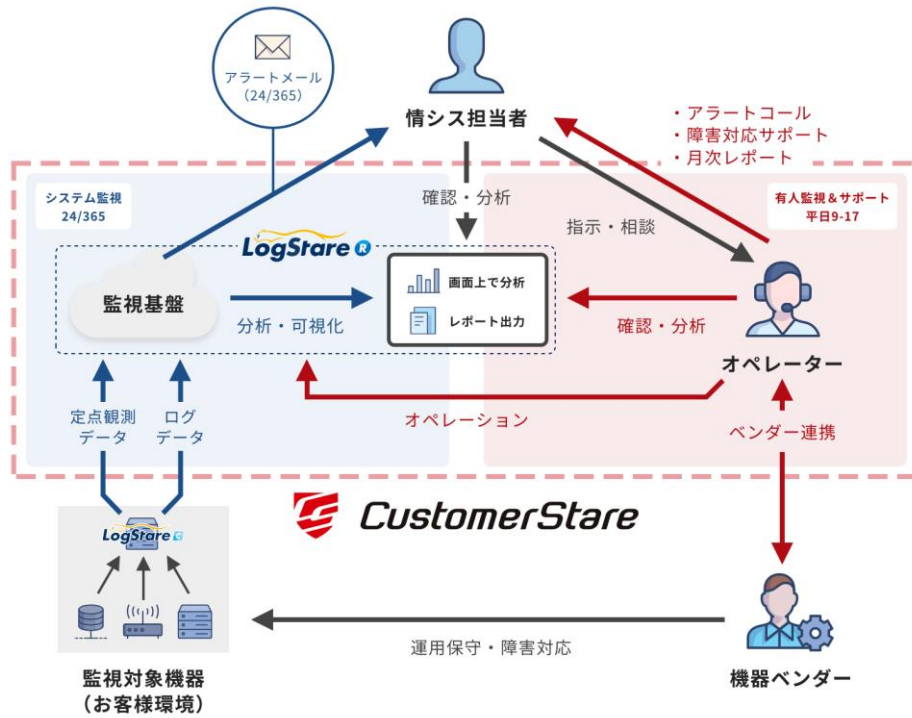 アラートメール
（24/365）
情シス担当者
・アラートコール
・障害対応サポート
・月次レポート
システム監視
24/365
確認・分析
有人監視＆サポート
平日9-17
指示・相談
LogStare R
監視基盤
分析・可視化
画面上で分析
レポート出力
確認・分析
オペレーター
定点観測
データ
ログ
データ
オペレーション
ベンダー連携
CustomerStare
LogStare
運用保守・障害対応
監視対象機器
（お客様環境）
機器ベンダー